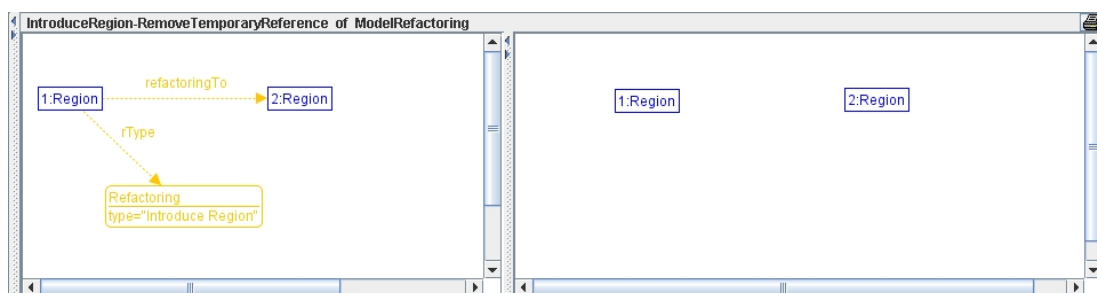 IntroduceRegion-RemoveTemporaryReference of ModelRefactoring
refactoringTo
1:Region
2:Region
rType
Refactoring
type="Introduce Region"
1:Region
2:Region